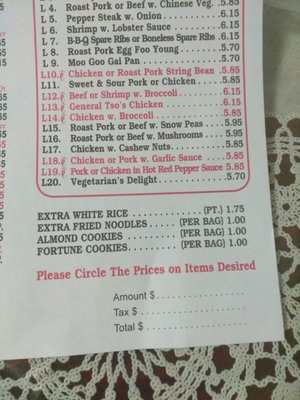 L 4. Roast Pork or Beef w. Chinese Veg. .5.85
L 5. Pepper Steak w. Onion . . . . . . . . . . . . . 6.15
L 6. Shrimp w. Lobster Sauce . . . . . . . . . . 6.15
L 7. B-B-Q Spare Ribs or Boneless Spare Ribs . 6.15
L 8. Roast Pork Egg Foo Young . . . . . . . . . 5.70
L 9. Moo Goo Gai Pan . . . . . . . . . . . . . . . . 5.70
L10. Chicken or Roast Pork String Bean . 5.85
L11. Sweet & Sour Pork or Chicken . . . . . 5.85
L12. Beef or Shrimp w. Broccoli . . . . . . . . 6.15
L13. General Tso's Chicken . . . . . . . . . . . . 6.15
L14. Chicken w. Broccoli . . . . . . . . . . . . . . 5.85
L15. Roast Pork or Beef w. Snow Peas . . . 5.95
L16. Roast Pork or Beef w. Mushrooms . . . 5.95
L17. Chicken w. Cashew Nuts. . . . . . . . . . . 5.85
L18. Chicken or Pork w. Garlic Sauce . . . . 5.85
L19. Pork or Chicken in Hot Red Pepper Sauce 5.85
L20. Vegetarian's Delight . . . . . . . . . . . . . 5.70
EXTRA WHITE RICE . . . . . . . . . . . . . (PT.) 1.75
EXTRA FRIED NOODLES . . . . . (PER BAG) 1.00
ALMOND COOKIES . . . . . . . . . (PER BAG) 1.00
FORTUNE COOKIES. . . . . . . . . (PER BAG) 1.00
Please Circle The Prices on Items Desired
Amount $ . . . . . . . . . . . . . . . .
Tax $ . . . . . . . . . . . . . . . .
Total $ . . . . . . . . . . . . . . . .